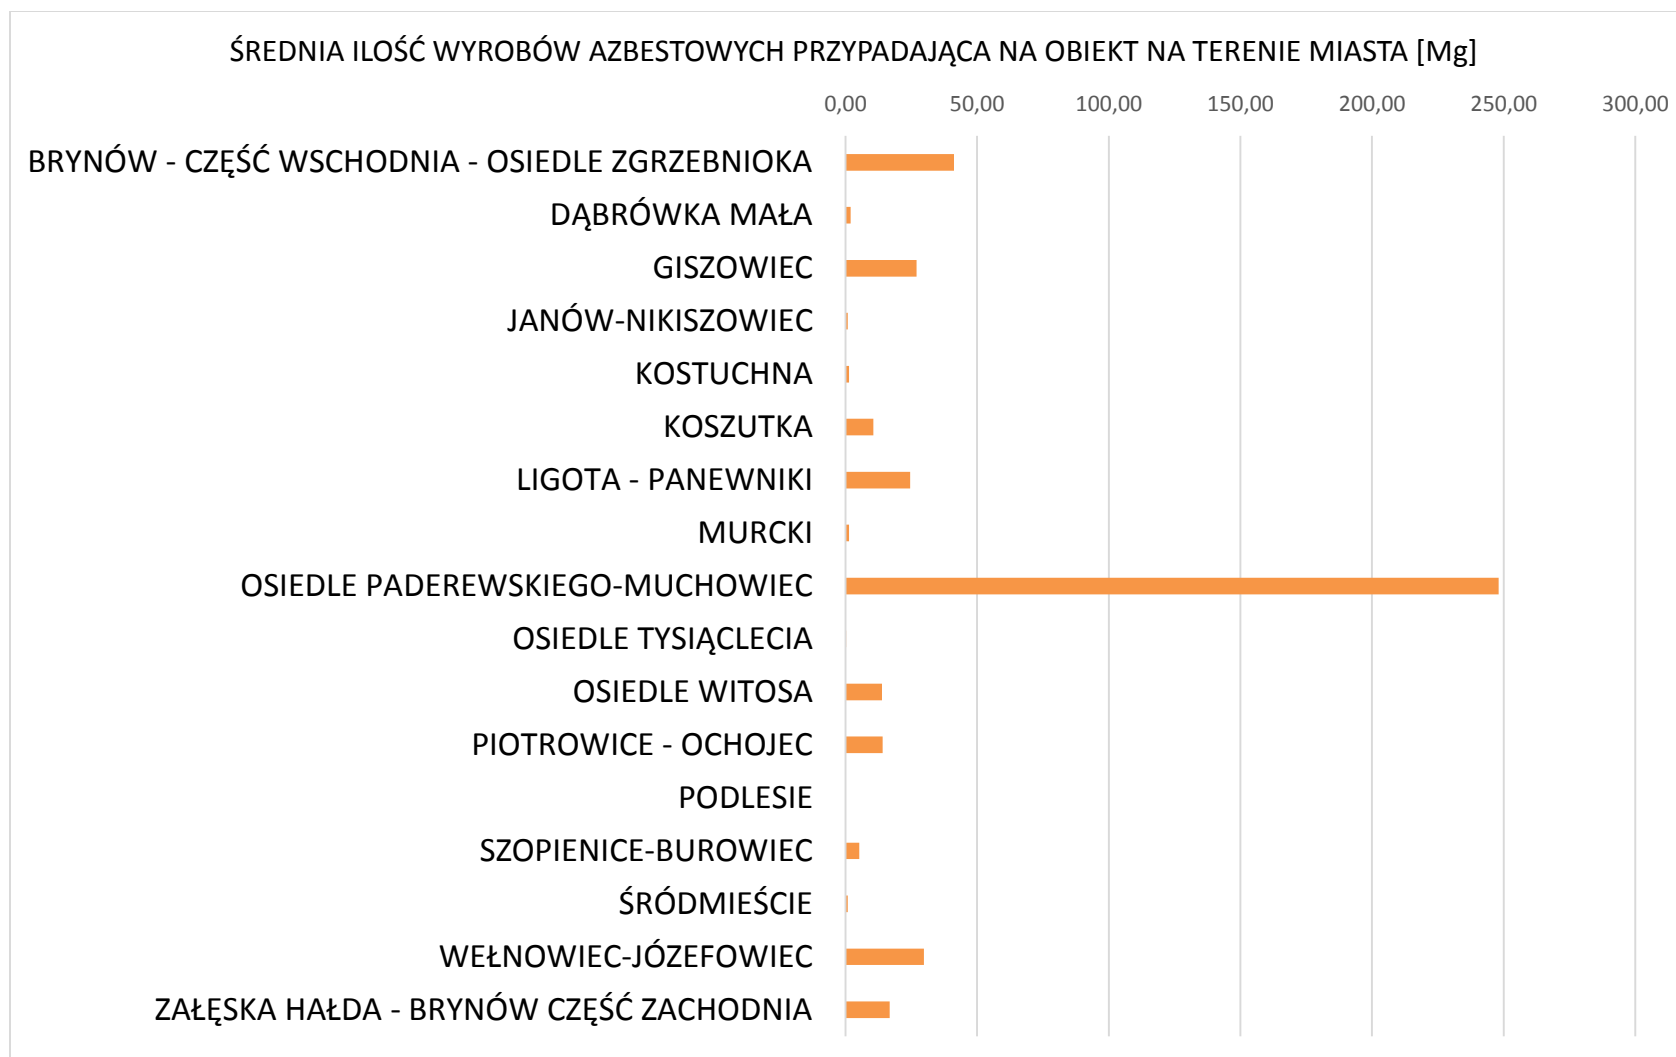 ŚREDNIA ILOŚĆ WYROBÓW AZBESTOWYCH PRZYPADAJĄCA NA OBIEKT NA TERENIE MIASTA [Mg]
0,00 50,00 100,00 150,00 200,00 250,00 300,00
BRYNÓW - CZĘŚĆ WSCHODNIA - OSIEDLE ZGRZEBNIOKA
DĄBRÓWKA MAŁA
GISZOWIEC
JANÓW-NIKISZOWIEC
KOSTUCHNA
KOSZUTKA
LIGOTA - PANEWNIKI
MURCKI
OSIEDLE PADEREWSKIEGO-MUCHOWIEC
OSIEDLE TYSIĄCLECIA
OSIEDLE WITOSA
PIOTROWICE - OCHOJEC
PODLESIE
SZOPIENICE-BUROWIEC
ŚRÓDMIEŚCIE
WEŁNOWIEC-JÓZEFOWIEC
ZAŁĘSKA HAŁDA - BRYNÓW CZĘŚĆ ZACHODNIA